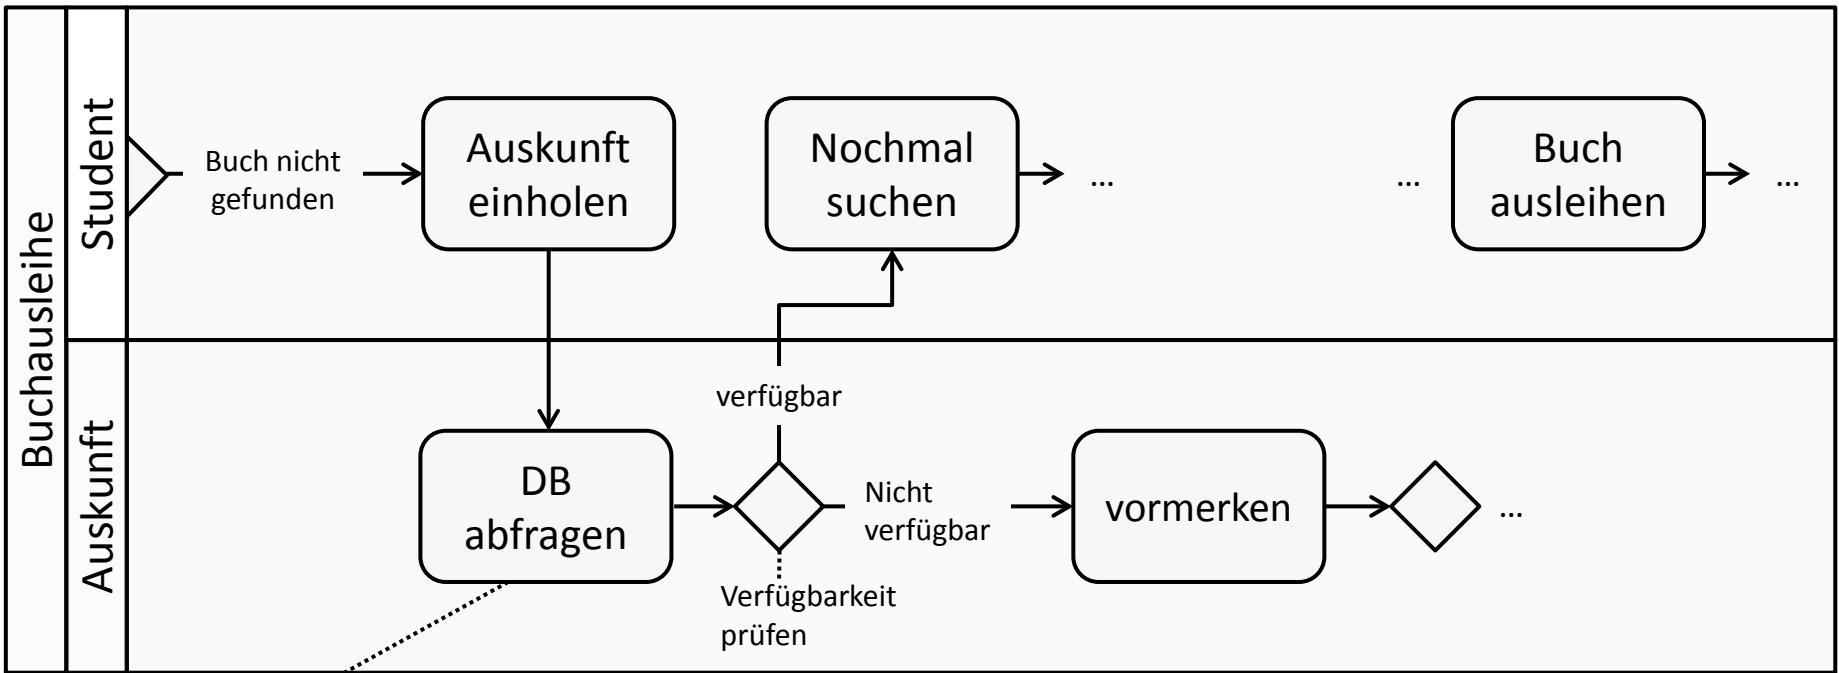 Buchausleihe
Student
Buch nicht
gefunden
Auskunft
einholen
Nochmal
suchen
...
...
Buch
ausleihen
...
Auskunft
verfügbar
DB
abfragen
Nicht
verfügbar
vormerken
...
Verfügbarkeit
prüfen